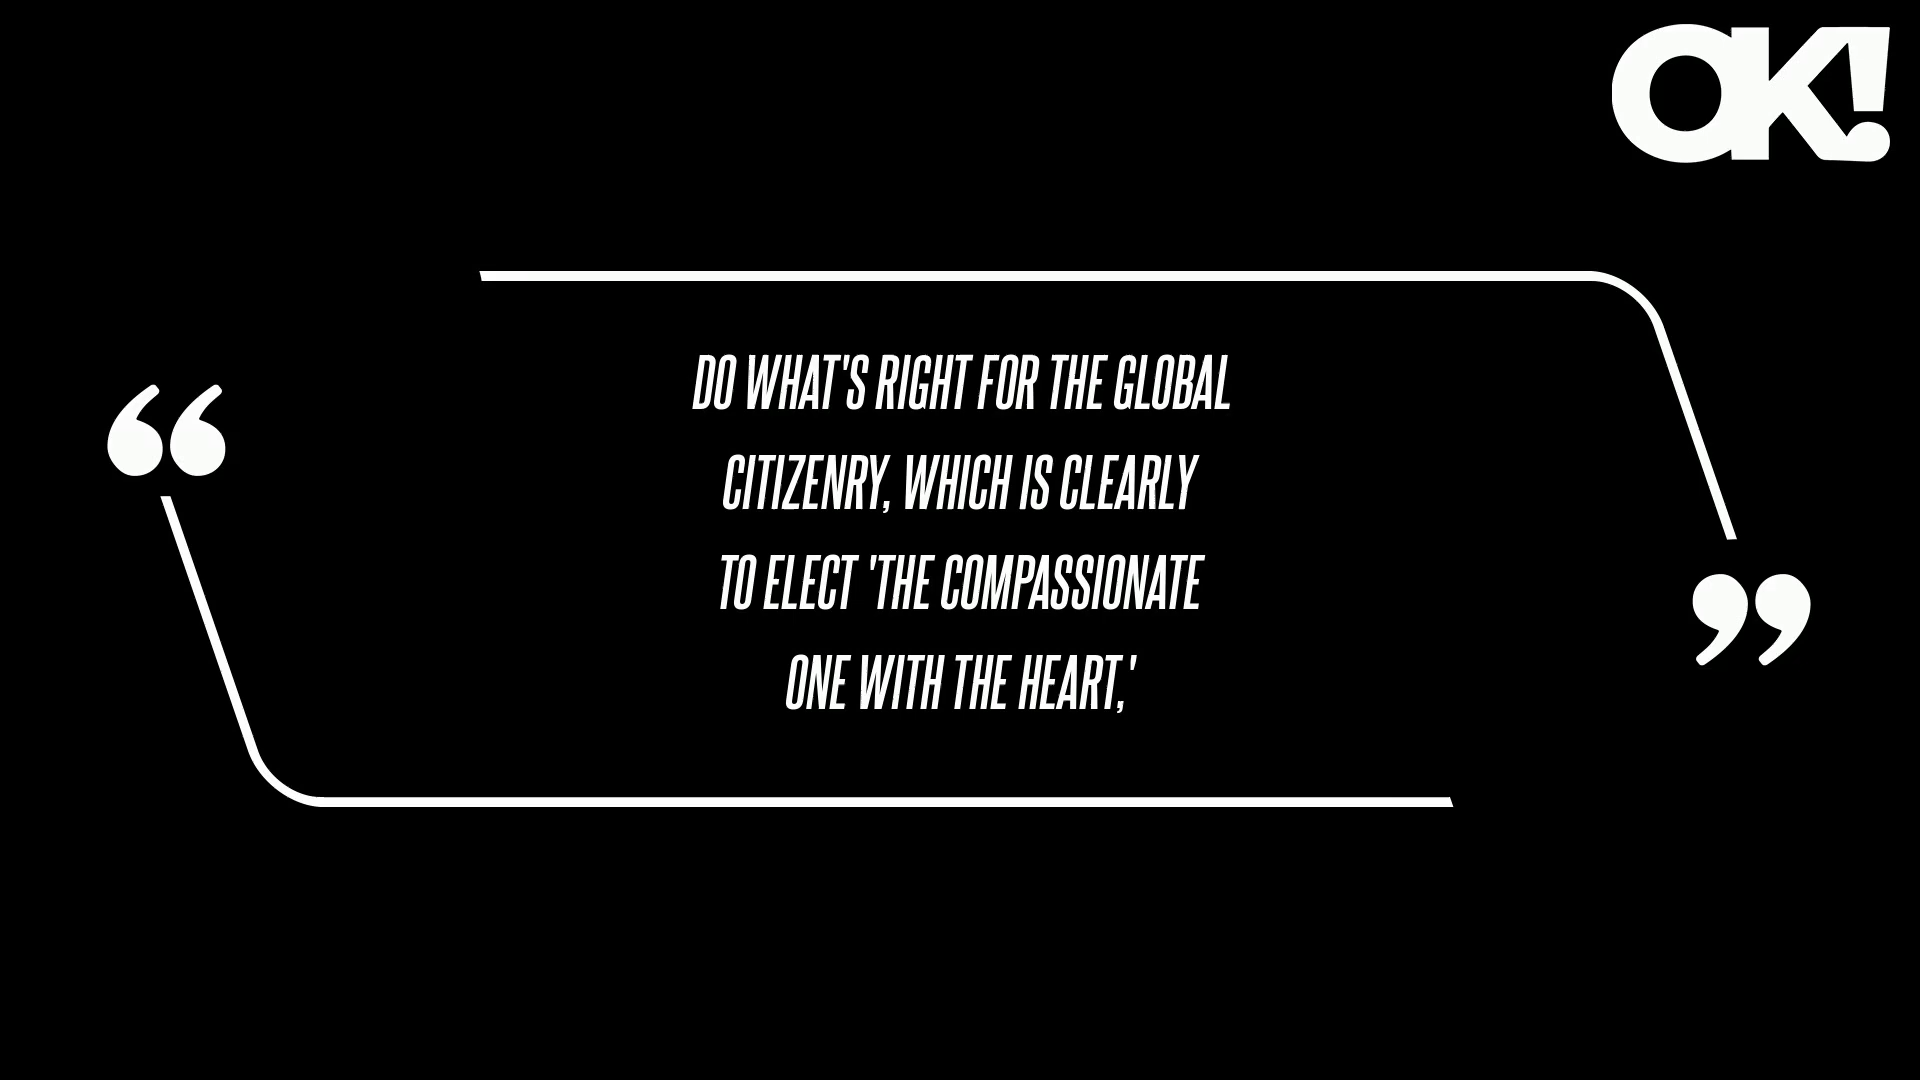 OK!
DO WHAT'S RIGHT FOR THE GLOBAL
CITIZENRY, WHICH IS CLEARLY
TO ELECT 'THE COMPASSIONATE
ONE WITH THE HEART,'